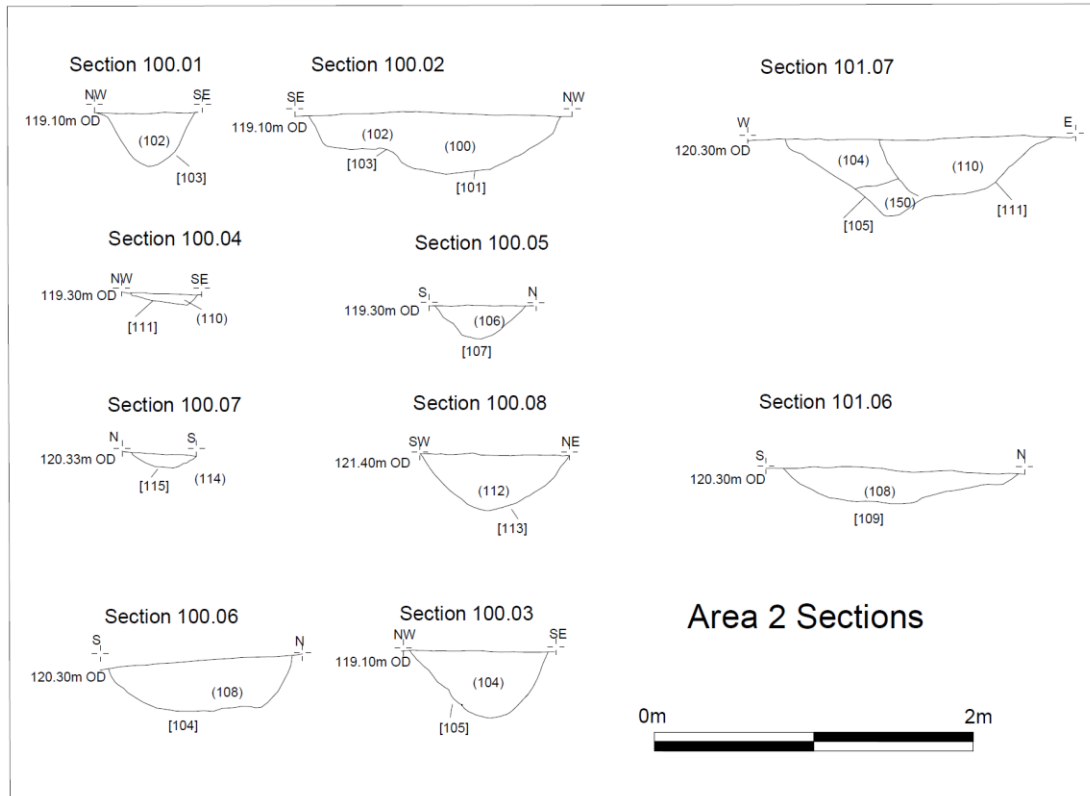 Section 100.01
NW SE
119.10m OD
(102)
[103]
Section 100.02
SE NW
119.10m OD
(102)
(100)
[103]
[101]
Section 101.07
W E
120.30m OD
(104)
(110)
(150)
[105]
[111]
Section 100.04
NW SE
119.30m OD
[111]
(110)
Section 100.05
S N
119.30m OD
(106)
[107]
Section 100.07
N S
120.33m OD
[115]
(114)
Section 100.08
SW NE
121.40m OD
(112)
[113]
Section 101.06
S N
120.30m OD
(108)
[109]
Section 100.06
S N
120.30m OD
(108)
[104]
Section 100.03
NW SE
119.10m OD
(104)
[105]
Area 2 Sections
0m 2m